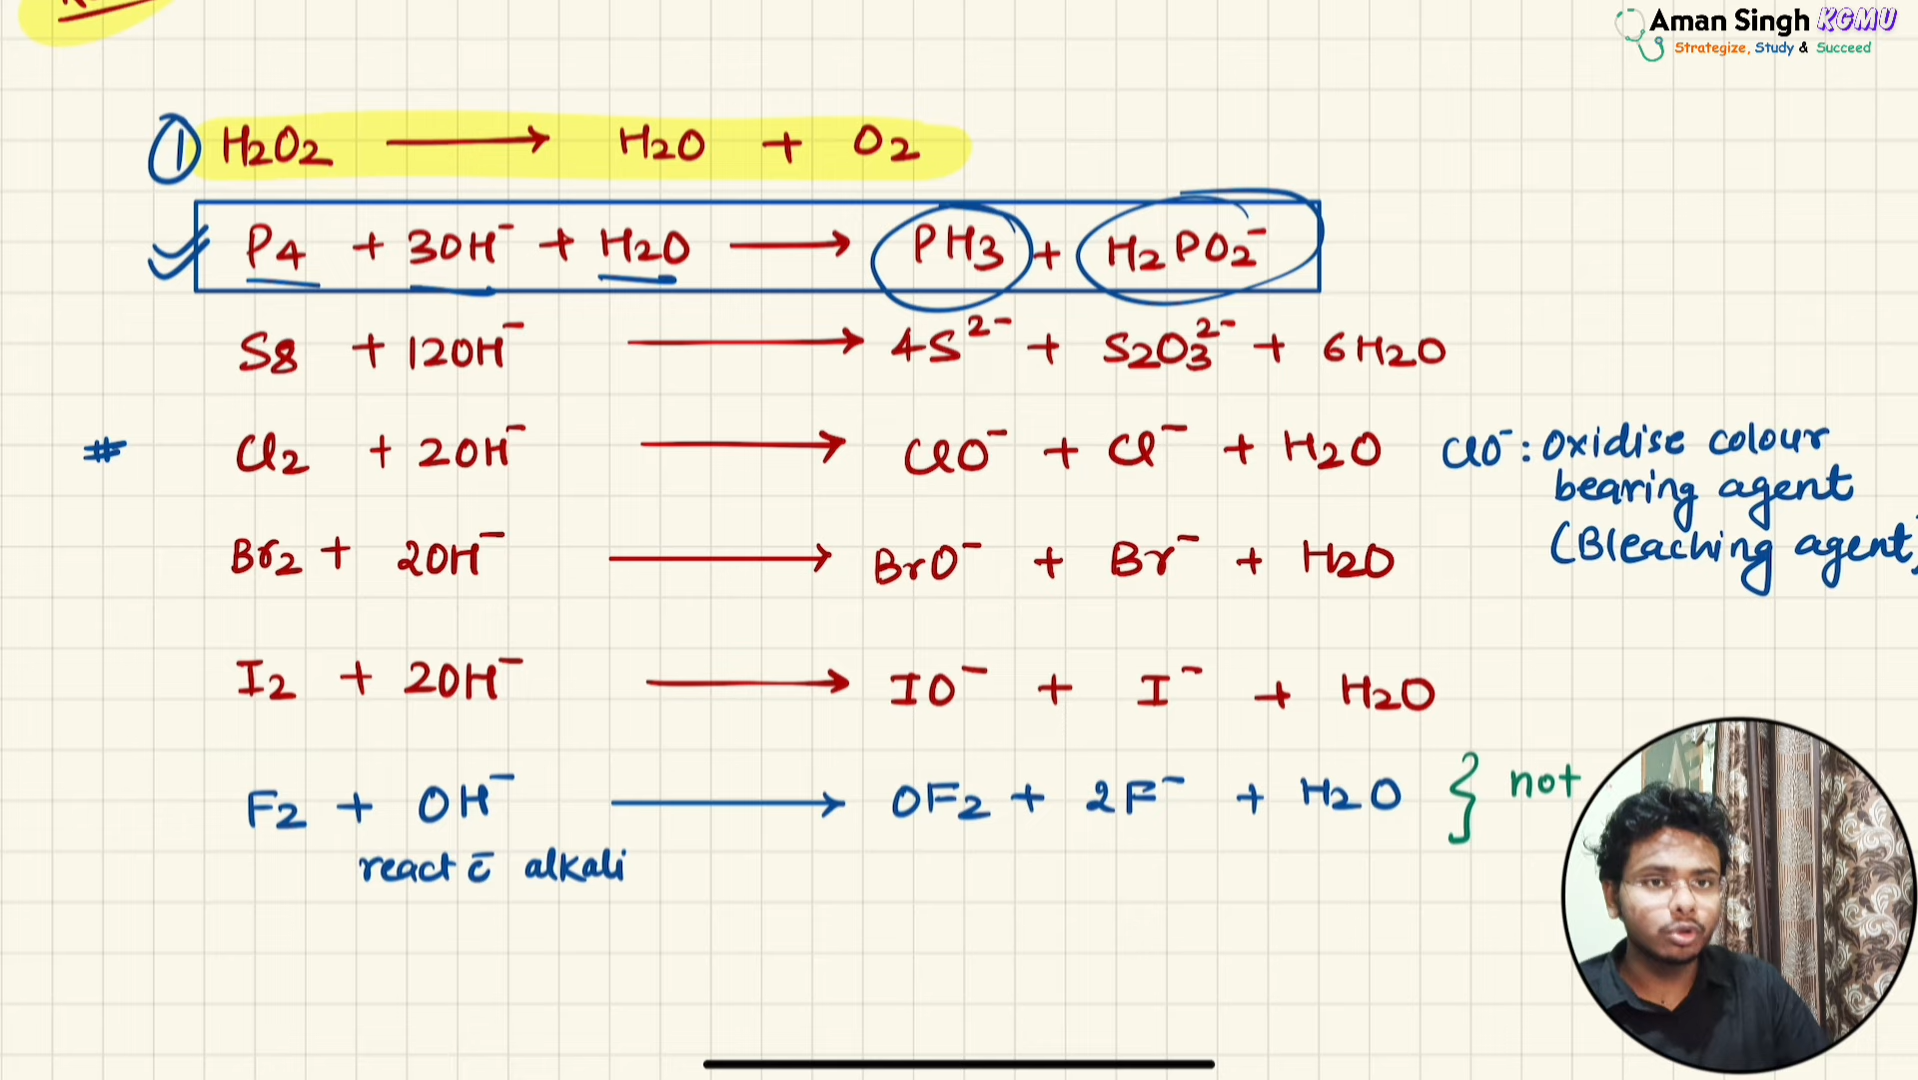 Aman Singh KGMU
Strategize, Study & Succeed
① H2O2 ⟶ H2O + O2
P4 + 3OH⁻ + H2O ⟶ PH3 + H2PO2⁻
S8 + 12OH⁻ ⟶ 4S²⁻ + S2O3²⁻ + 6H2O
# Cl2 + 2OH⁻ ⟶ ClO⁻ + Cl⁻ + H2O ClO⁻: Oxidise colour
bearing agent
(Bleaching agent)
Br2 + 2OH⁻ ⟶ BrO⁻ + Br⁻ + H2O
I2 + 2OH⁻ ⟶ IO⁻ + I⁻ + H2O
F2 + OH⁻ ⟶ OF2 + 2F⁻ + H2O } not
react c̄ alkali